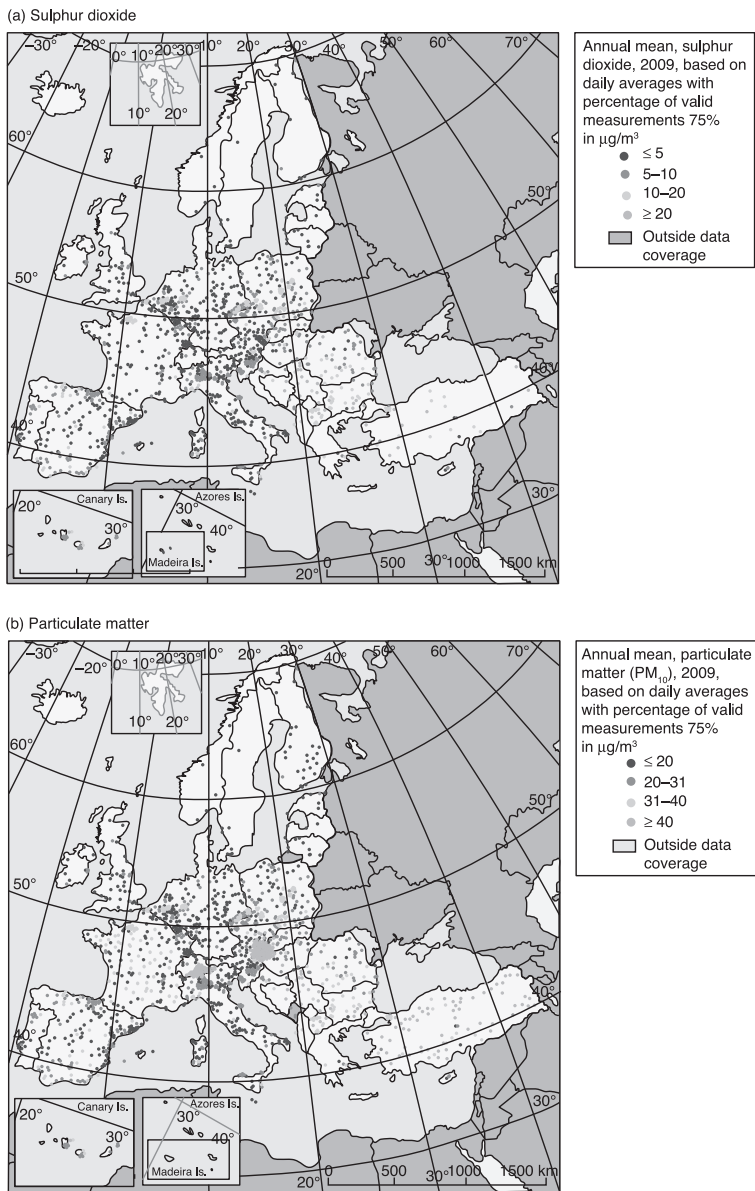 (a) Sulphur dioxide
–30° –20° 0° 10° 20°30° 10° 20° 30° 40° 50° 60° 70°
10° 20°
60°
50°
50°
40°
40°
30°
Canary Is.
20°
30°
Azores Is.
30°
40°
Madeira Is.
20° 0 500 30° 1000 1500 km
Annual mean, sulphur
dioxide, 2009, based on
daily averages with
percentage of valid
measurements 75%
in µg/m³
≤ 5
5–10
10–20
≥ 20
Outside data
coverage
(b) Particulate matter
–30° –20° 0° 10° 20°30° 10° 20° 30° 40° 50° 60° 70°
10° 20°
60°
50°
50°
40°
40°
30°
Canary Is.
20°
30°
Azores Is.
30°
40°
Madeira Is.
20° 0 500 30° 1000 1500 km
Annual mean, particulate
matter (PM₁₀), 2009,
based on daily averages
with percentage of valid
measurements 75%
in µg/m³
≤ 20
20–31
31–40
≥ 40
Outside data
coverage